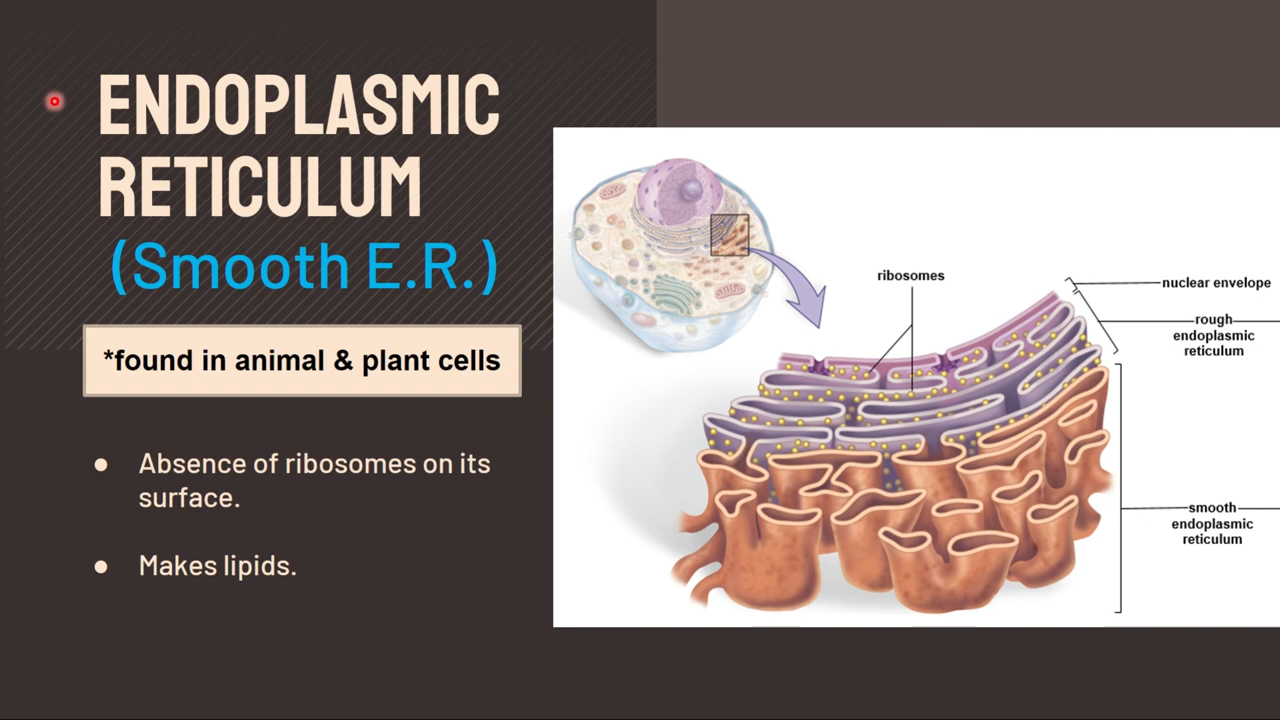 ENDOPLASMIC
RETICULUM
(Smooth E.R.)
*found in animal & plant cells
● Absence of ribosomes on its
surface.
● Makes lipids.
ribosomes
nuclear envelope
rough
endoplasmic
reticulum
smooth
endoplasmic
reticulum